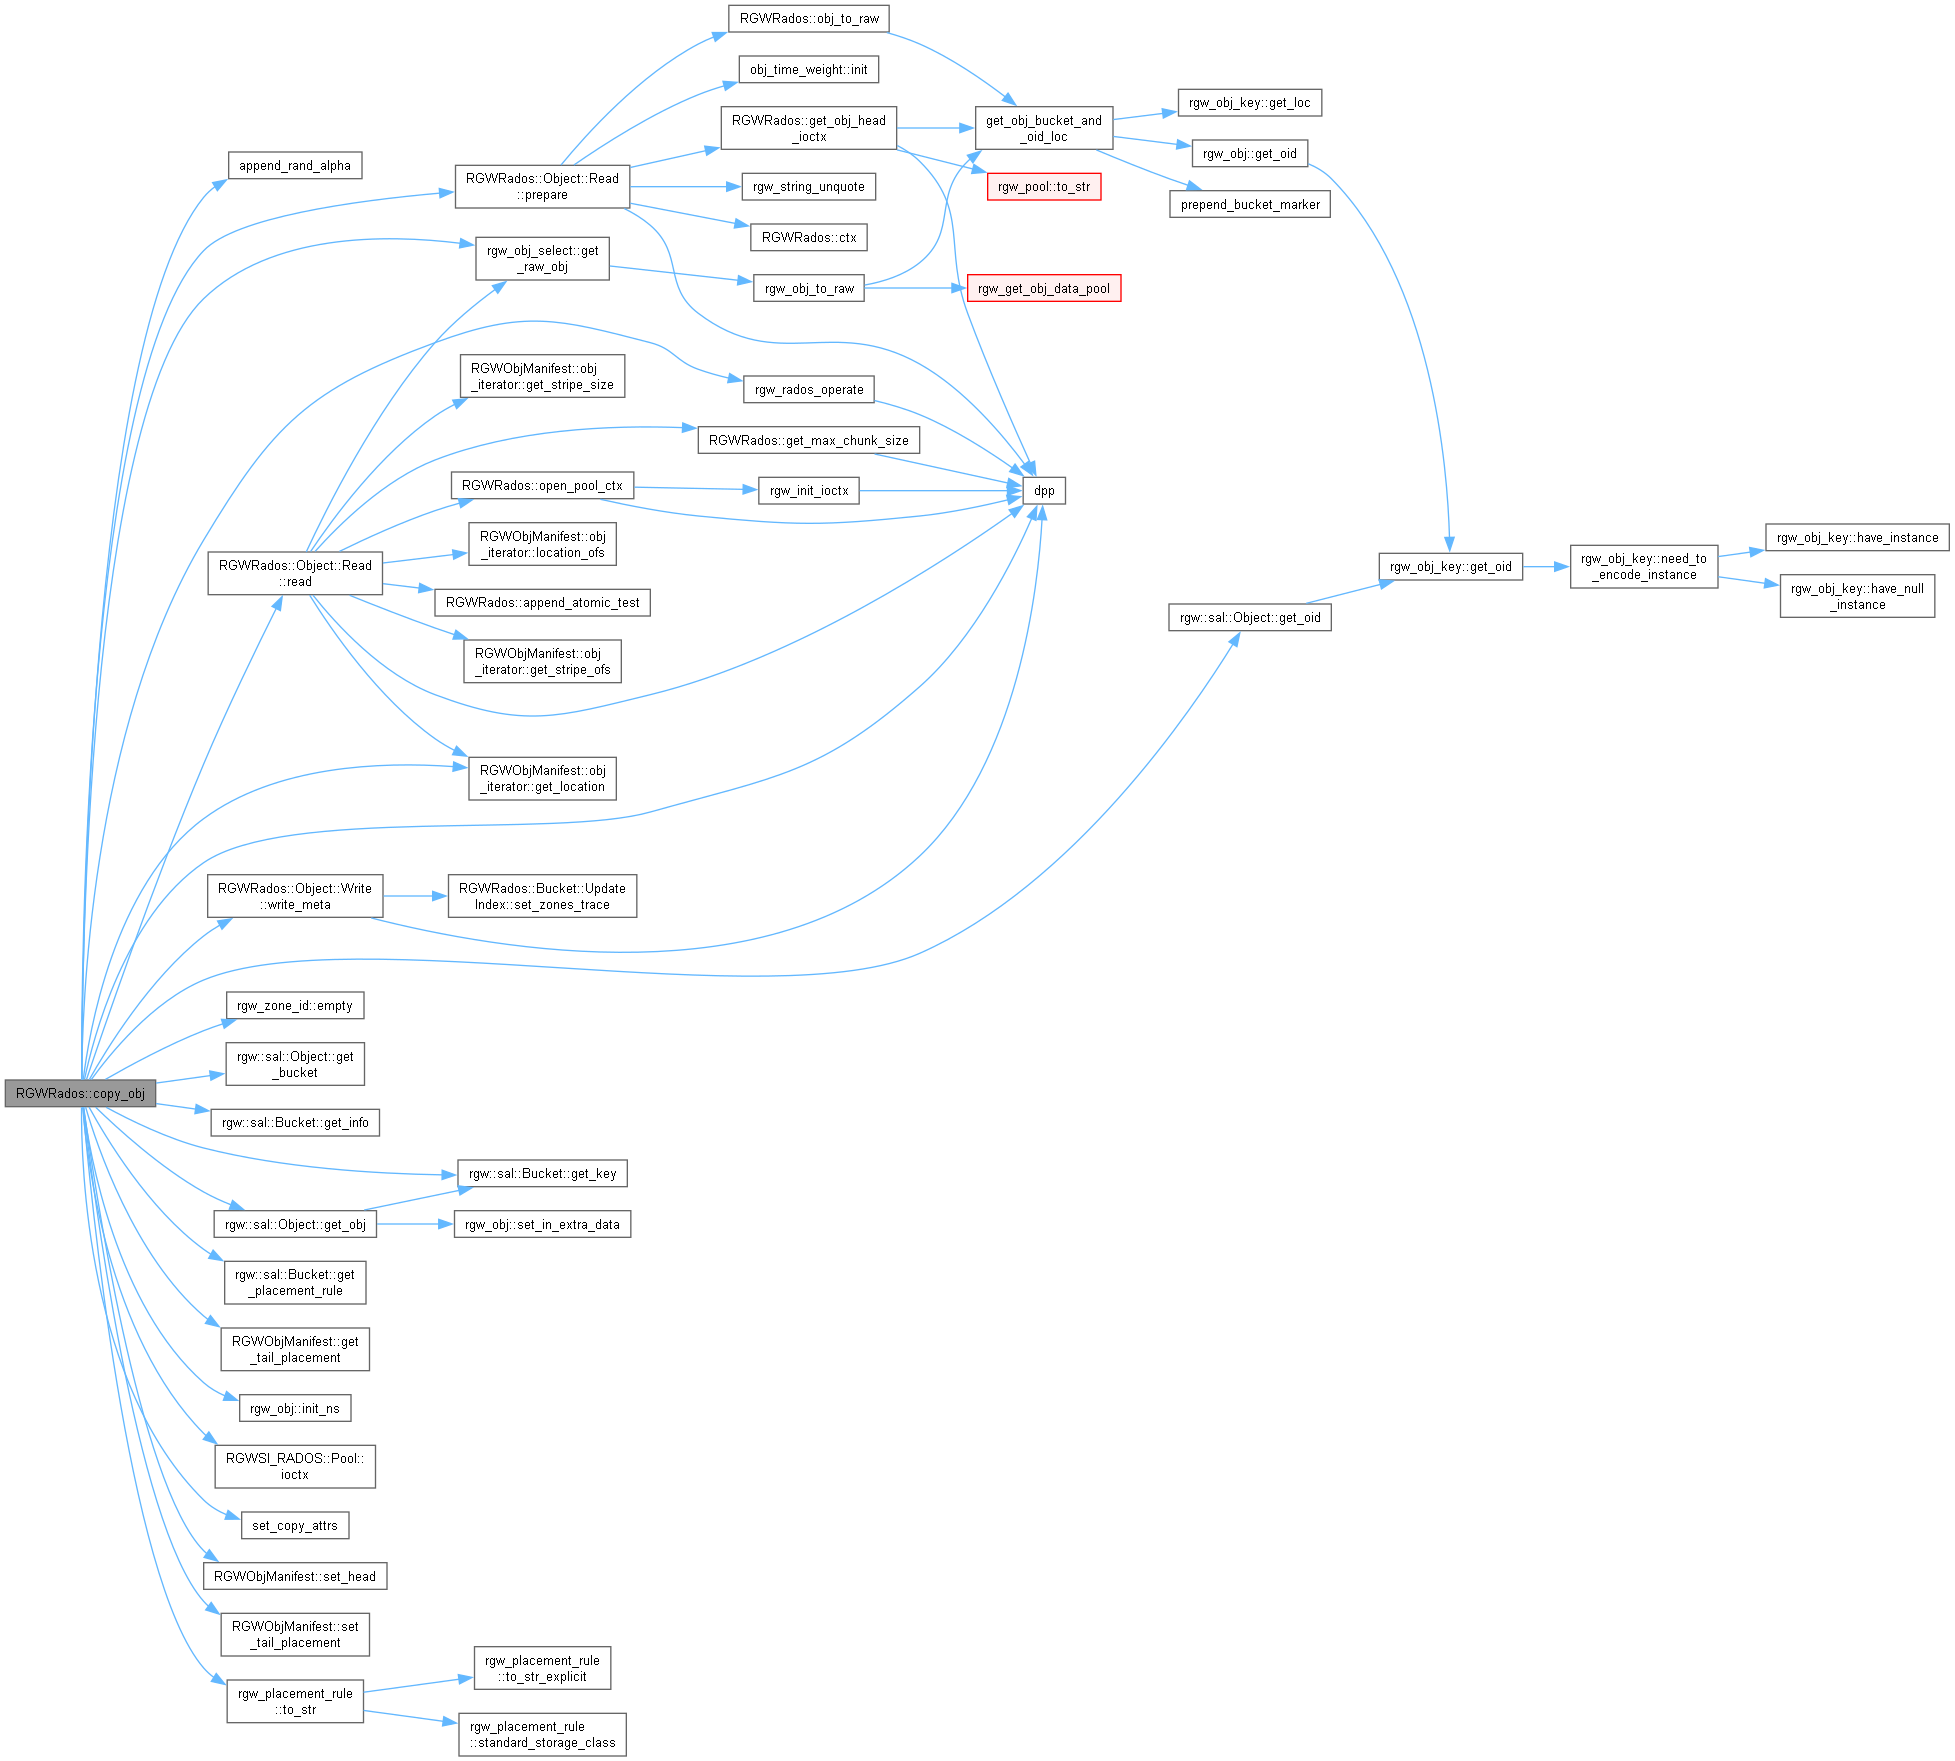 RGWRados::obj_to_raw
obj_time_weight::init
RGWRados::get_obj_head
_ioctx
get_obj_bucket_and
_oid_loc
rgw_obj_key::get_loc
rgw_obj::get_oid
append_rand_alpha
RGWRados::Object::Read
::prepare
rgw_string_unquote
rgw_pool::to_str
prepend_bucket_marker
RGWRados::ctx
rgw_obj_select::get
_raw_obj
rgw_obj_to_raw
rgw_get_obj_data_pool
RGWObjManifest::obj
_iterator::get_stripe_size
rgw_rados_operate
RGWRados::get_max_chunk_size
RGWRados::open_pool_ctx
rgw_init_ioctx
dpp
RGWObjManifest::obj
_iterator::location_ofs
RGWRados::Object::Read
::read
rgw_obj_key::get_oid
rgw_obj_key::need_to
_encode_instance
rgw_obj_key::have_instance
rgw_obj_key::have_null
_instance
RGWRados::append_atomic_test
rgw::sal::Object::get_oid
RGWObjManifest::obj
_iterator::get_stripe_ofs
RGWObjManifest::obj
_iterator::get_location
RGWRados::Object::Write
::write_meta
RGWRados::Bucket::Update
Index::set_zones_trace
rgw_zone_id::empty
rgw::sal::Object::get
_bucket
RGWRados::copy_obj
rgw::sal::Bucket::get_info
rgw::sal::Bucket::get_key
rgw::sal::Object::get_obj
rgw_obj::set_in_extra_data
rgw::sal::Bucket::get
_placement_rule
RGWObjManifest::get
_tail_placement
rgw_obj::init_ns
RGWSI_RADOS::Pool::
ioctx
set_copy_attrs
RGWObjManifest::set_head
RGWObjManifest::set
_tail_placement
rgw_placement_rule
::to_str
rgw_placement_rule
::to_str_explicit
rgw_placement_rule
::standard_storage_class